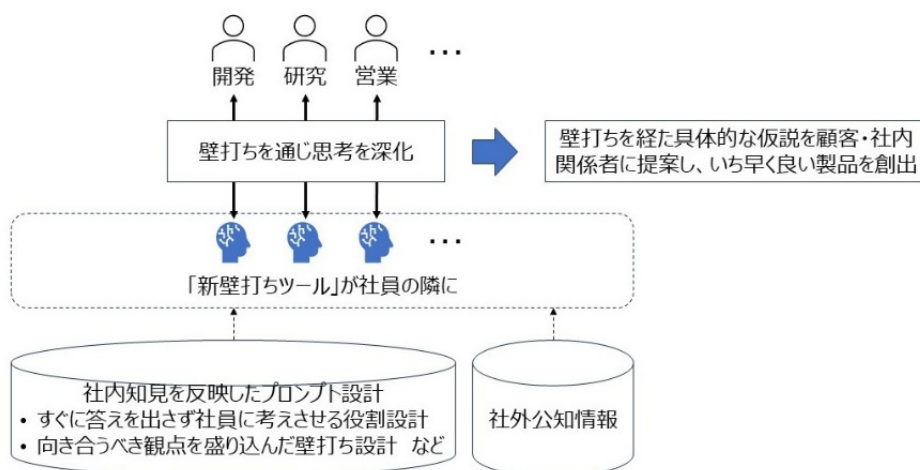 開発 研究 営業 ･･･
壁打ちを通じ思考を深化
壁打ちを経た具体的な仮説を顧客・社内
関係者に提案し、いち早く良い製品を創出
･･･
「新壁打ちツール」が社員の隣に
社内知見を反映したプロンプト設計
• すぐに答えを出さず社員に考えさせる役割設計
• 向き合うべき観点を盛り込んだ壁打ち設計 など
社外公知情報